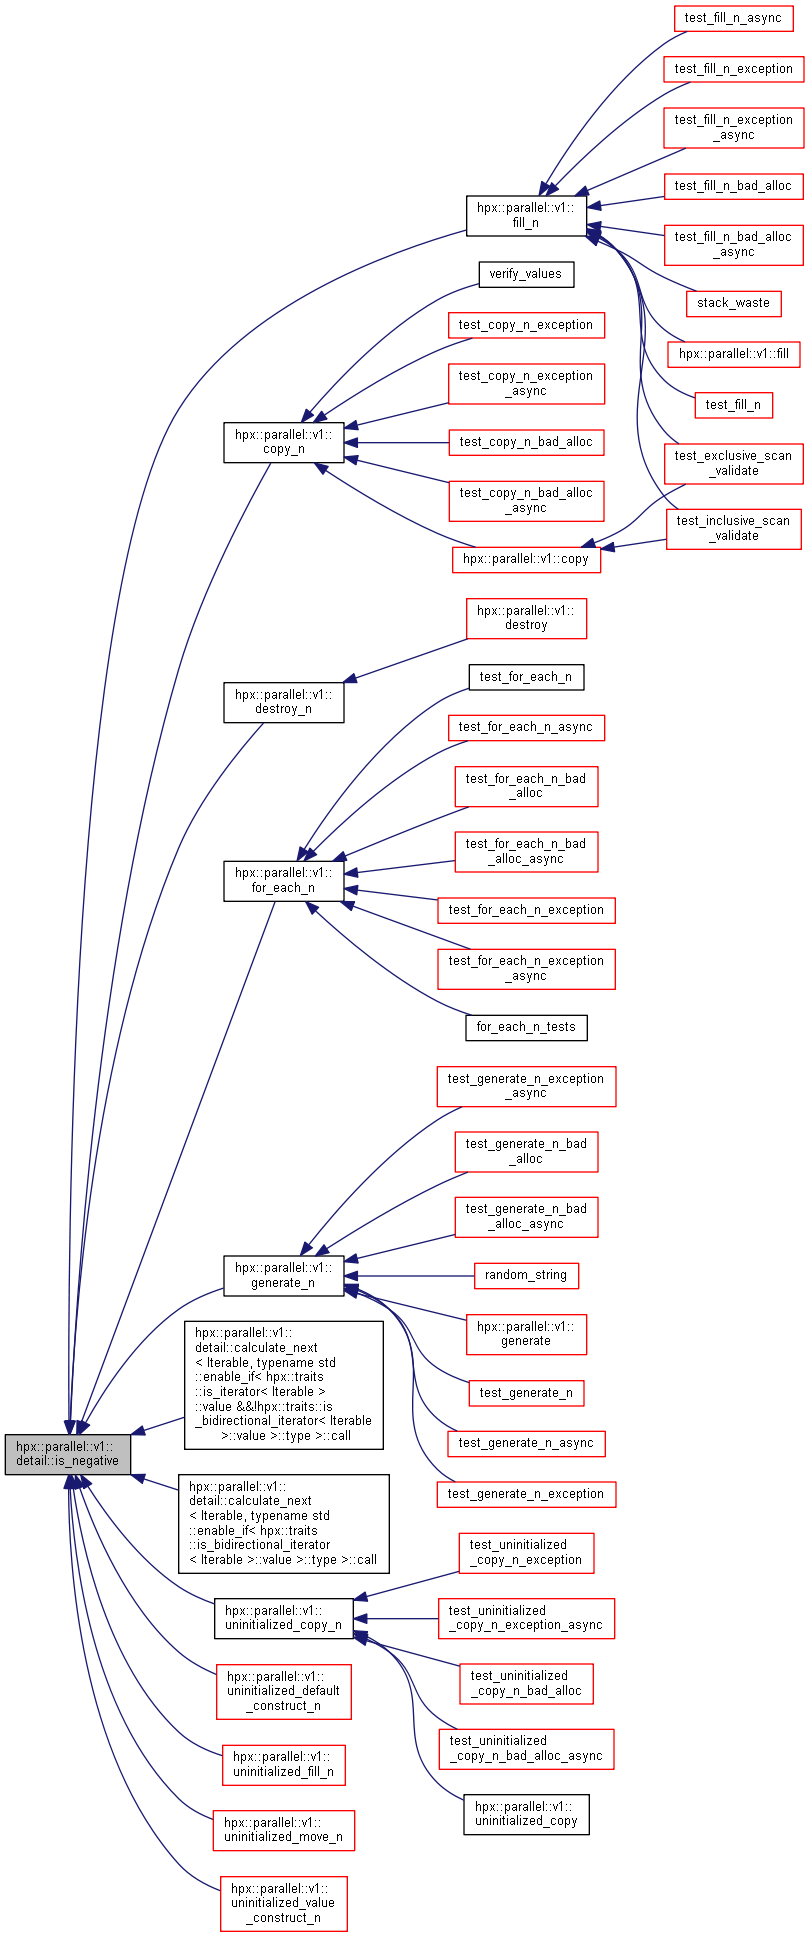 test_fill_n_async
test_fill_n_exception
test_fill_n_exception
_async
test_fill_n_bad_alloc
hpx::parallel::v1::
fill_n
test_fill_n_bad_alloc
_async
verify_values
stack_waste
test_copy_n_exception
hpx::parallel::v1::fill
test_copy_n_exception
_async
test_fill_n
hpx::parallel::v1::
copy_n
test_copy_n_bad_alloc
test_exclusive_scan
_validate
test_copy_n_bad_alloc
_async
test_inclusive_scan
_validate
hpx::parallel::v1::copy
hpx::parallel::v1::
destroy
test_for_each_n
hpx::parallel::v1::
destroy_n
test_for_each_n_async
test_for_each_n_bad
_alloc
test_for_each_n_bad
_alloc_async
hpx::parallel::v1::
for_each_n
test_for_each_n_exception
test_for_each_n_exception
_async
for_each_n_tests
test_generate_n_exception
_async
test_generate_n_bad
_alloc
test_generate_n_bad
_alloc_async
hpx::parallel::v1::
generate_n
random_string
hpx::parallel::v1::
generate
hpx::parallel::v1::
detail::calculate_next
< Iterable, typename std
::enable_if< hpx::traits
::is_iterator< Iterable >
::value &&!hpx::traits::is
_bidirectional_iterator< Iterable
>::value >::type >::call
test_generate_n
test_generate_n_async
hpx::parallel::v1::
detail::is_negative
hpx::parallel::v1::
detail::calculate_next
< Iterable, typename std
::enable_if< hpx::traits
::is_bidirectional_iterator
< Iterable >::value >::type >::call
test_generate_n_exception
test_uninitialized
_copy_n_exception
hpx::parallel::v1::
uninitialized_copy_n
test_uninitialized
_copy_n_exception_async
hpx::parallel::v1::
uninitialized_default
_construct_n
test_uninitialized
_copy_n_bad_alloc
test_uninitialized
_copy_n_bad_alloc_async
hpx::parallel::v1::
uninitialized_fill_n
hpx::parallel::v1::
uninitialized_copy
hpx::parallel::v1::
uninitialized_move_n
hpx::parallel::v1::
uninitialized_value
_construct_n